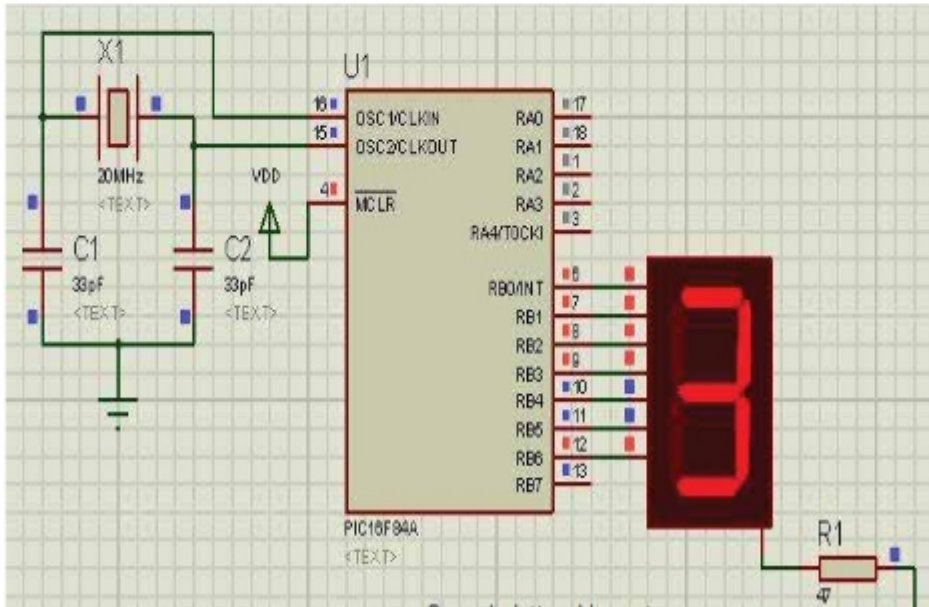 X1
20MHz
<TEXT>
C1
33pF
<TEXT>
C2
33pF
<TEXT>
VDD
U1
16
OSC1/CLKIN
15
OSC2/CLKOUT
4
MCLR
RA0
17
RA1
18
RA2
1
RA3
2
RA4/T0CKI
3
RB0/INT
6
RB1
7
RB2
8
RB3
9
RB4
10
RB5
11
RB6
12
RB7
13
PIC16F84A
<TEXT>
3
R1
47